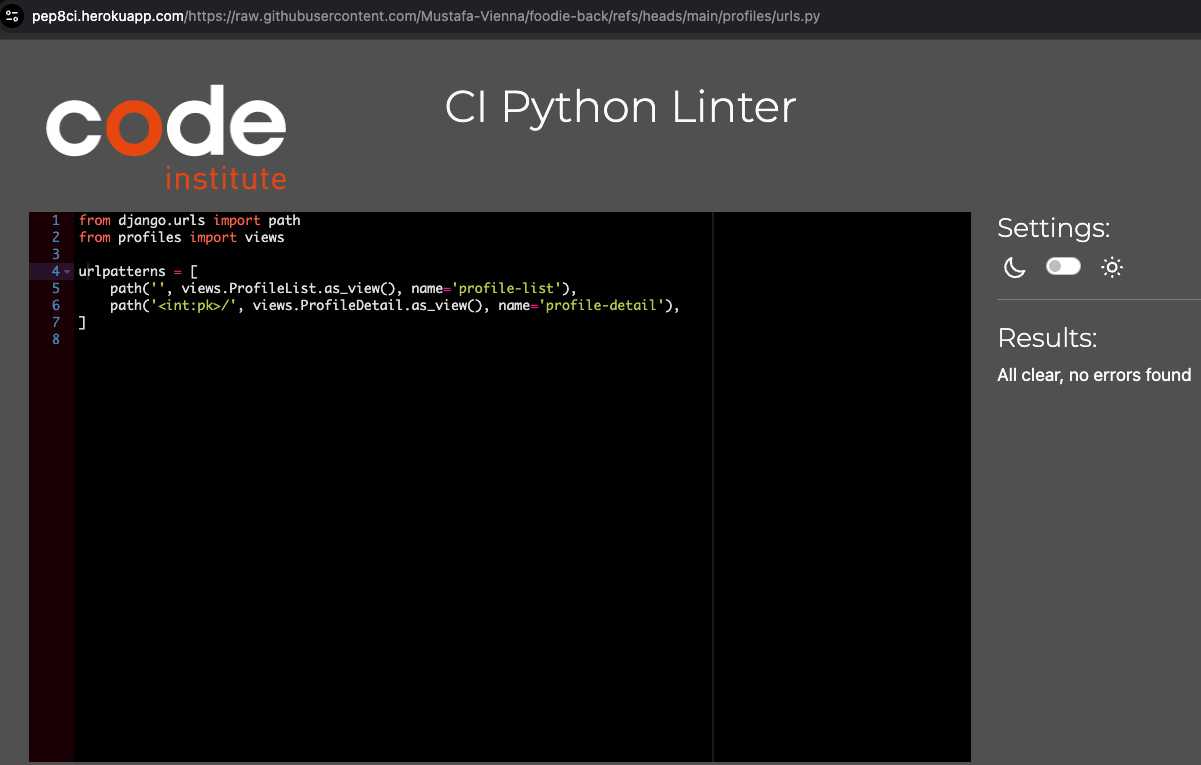 pep8ci.herokuapp.com/https://raw.githubusercontent.com/Mustafa-Vienna/foodie-back/refs/heads/main/profiles/urls.py
code
institute
CI Python Linter
1 from django.urls import path
2 from profiles import views
3
4 urlpatterns = [
5     path('', views.ProfileList.as_view(), name='profile-list'),
6     path('<int:pk>/', views.ProfileDetail.as_view(), name='profile-detail'),
7 ]
8
Settings:
Results:
All clear, no errors found